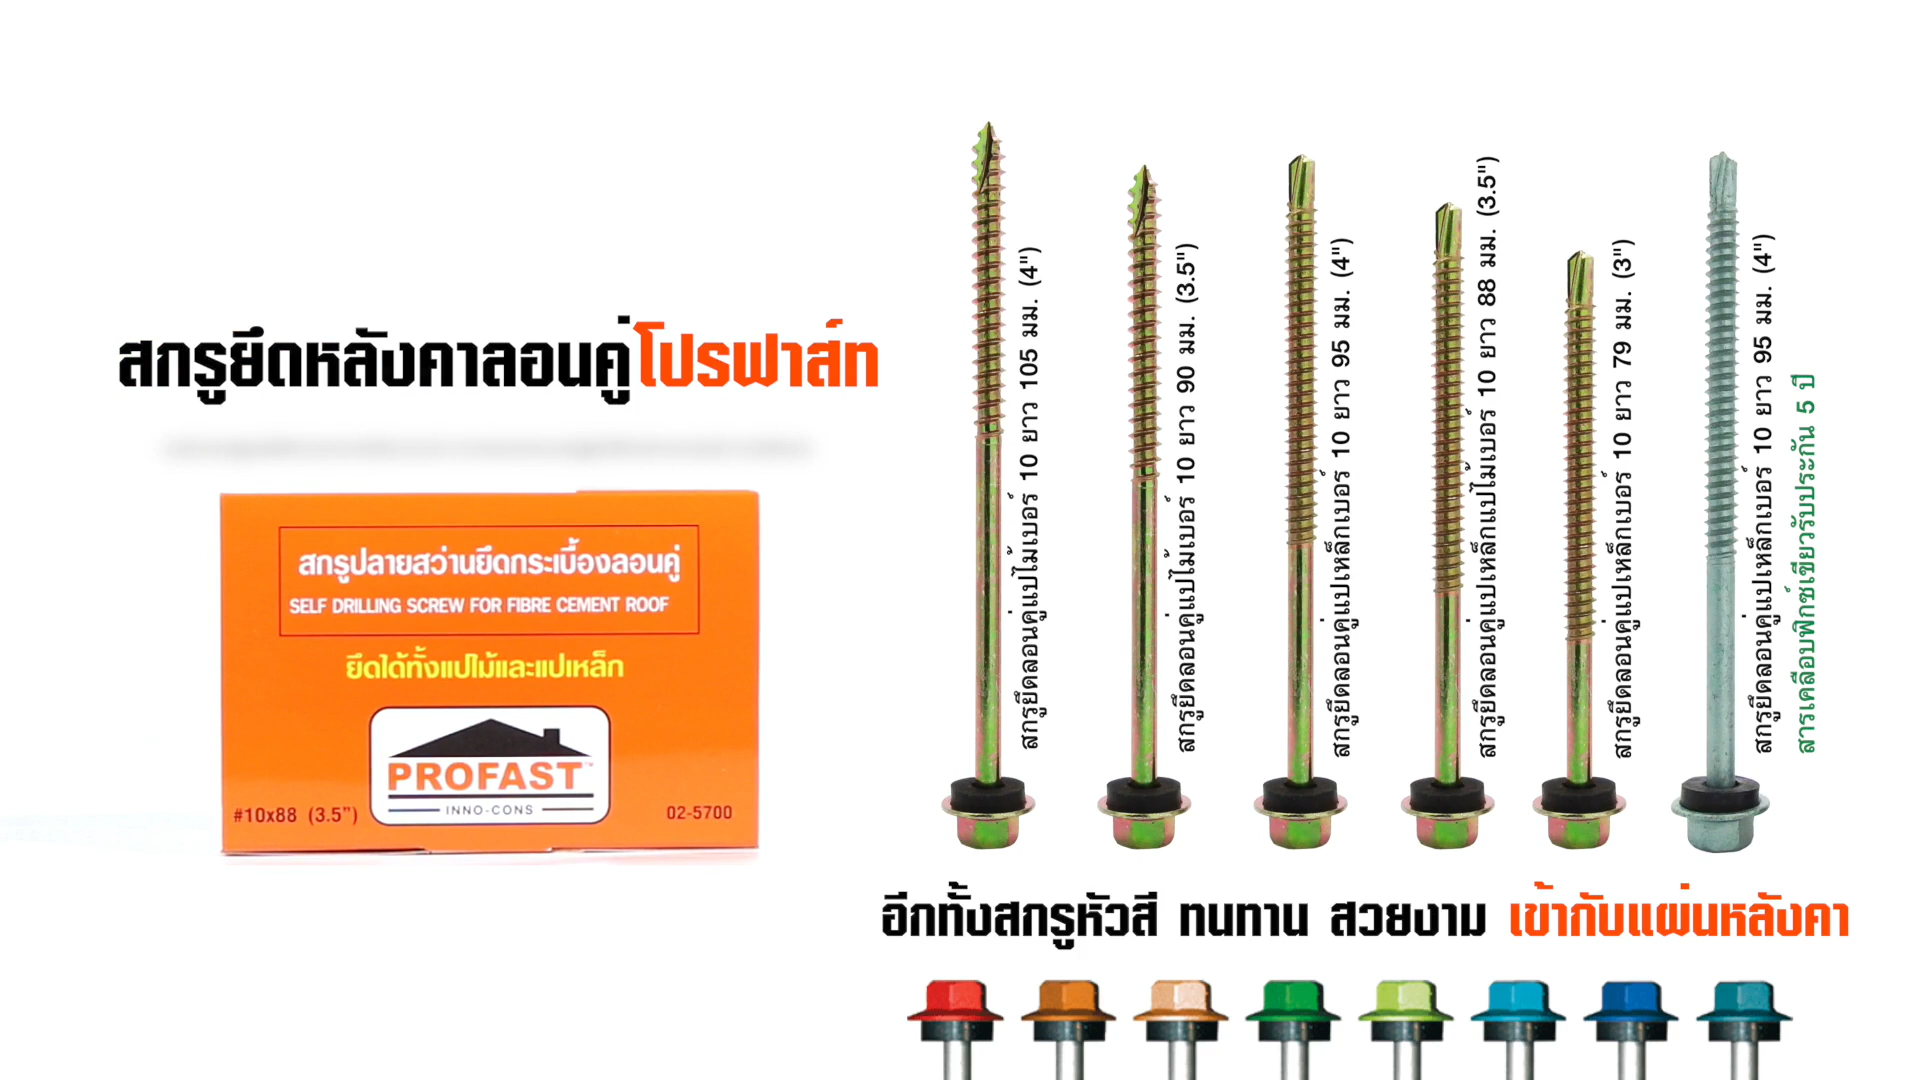 สกรูยึดหลังคาลอนคู่โปรฟาส์ท
สกรูปลายสว่านยึดกระเบื้องลอนคู่
SELF DRILLING SCREW FOR FIBRE CEMENT ROOF
ยึดได้ทั้งแปไม้และแปเหล็ก
PROFAST™
INNO-CONS
#10x88 (3.5”)
02-5700
สกรูยึดลอนคู่แปไม้เบอร์ 10 ยาว 105 มม. (4")
สกรูยึดลอนคู่แปไม้เบอร์ 10 ยาว 90 มม. (3.5")
สกรูยึดลอนคู่แปเหล็กเบอร์ 10 ยาว 95 มม. (4")
สกรูยึดลอนคู่แปเหล็กแปไม้เบอร์ 10 ยาว 88 มม. (3.5")
สกรูยึดลอนคู่แปเหล็กเบอร์ 10 ยาว 79 มม. (3")
สกรูยึดลอนคู่แปเหล็กเบอร์ 10 ยาว 95 มม. (4")
สารเคลือบฟิกซ์เขียวรับประกัน 5 ปี
อีกทั้งสกรูหัวสี ทนทาน สวยงาม เข้ากับแผ่นหลังคา